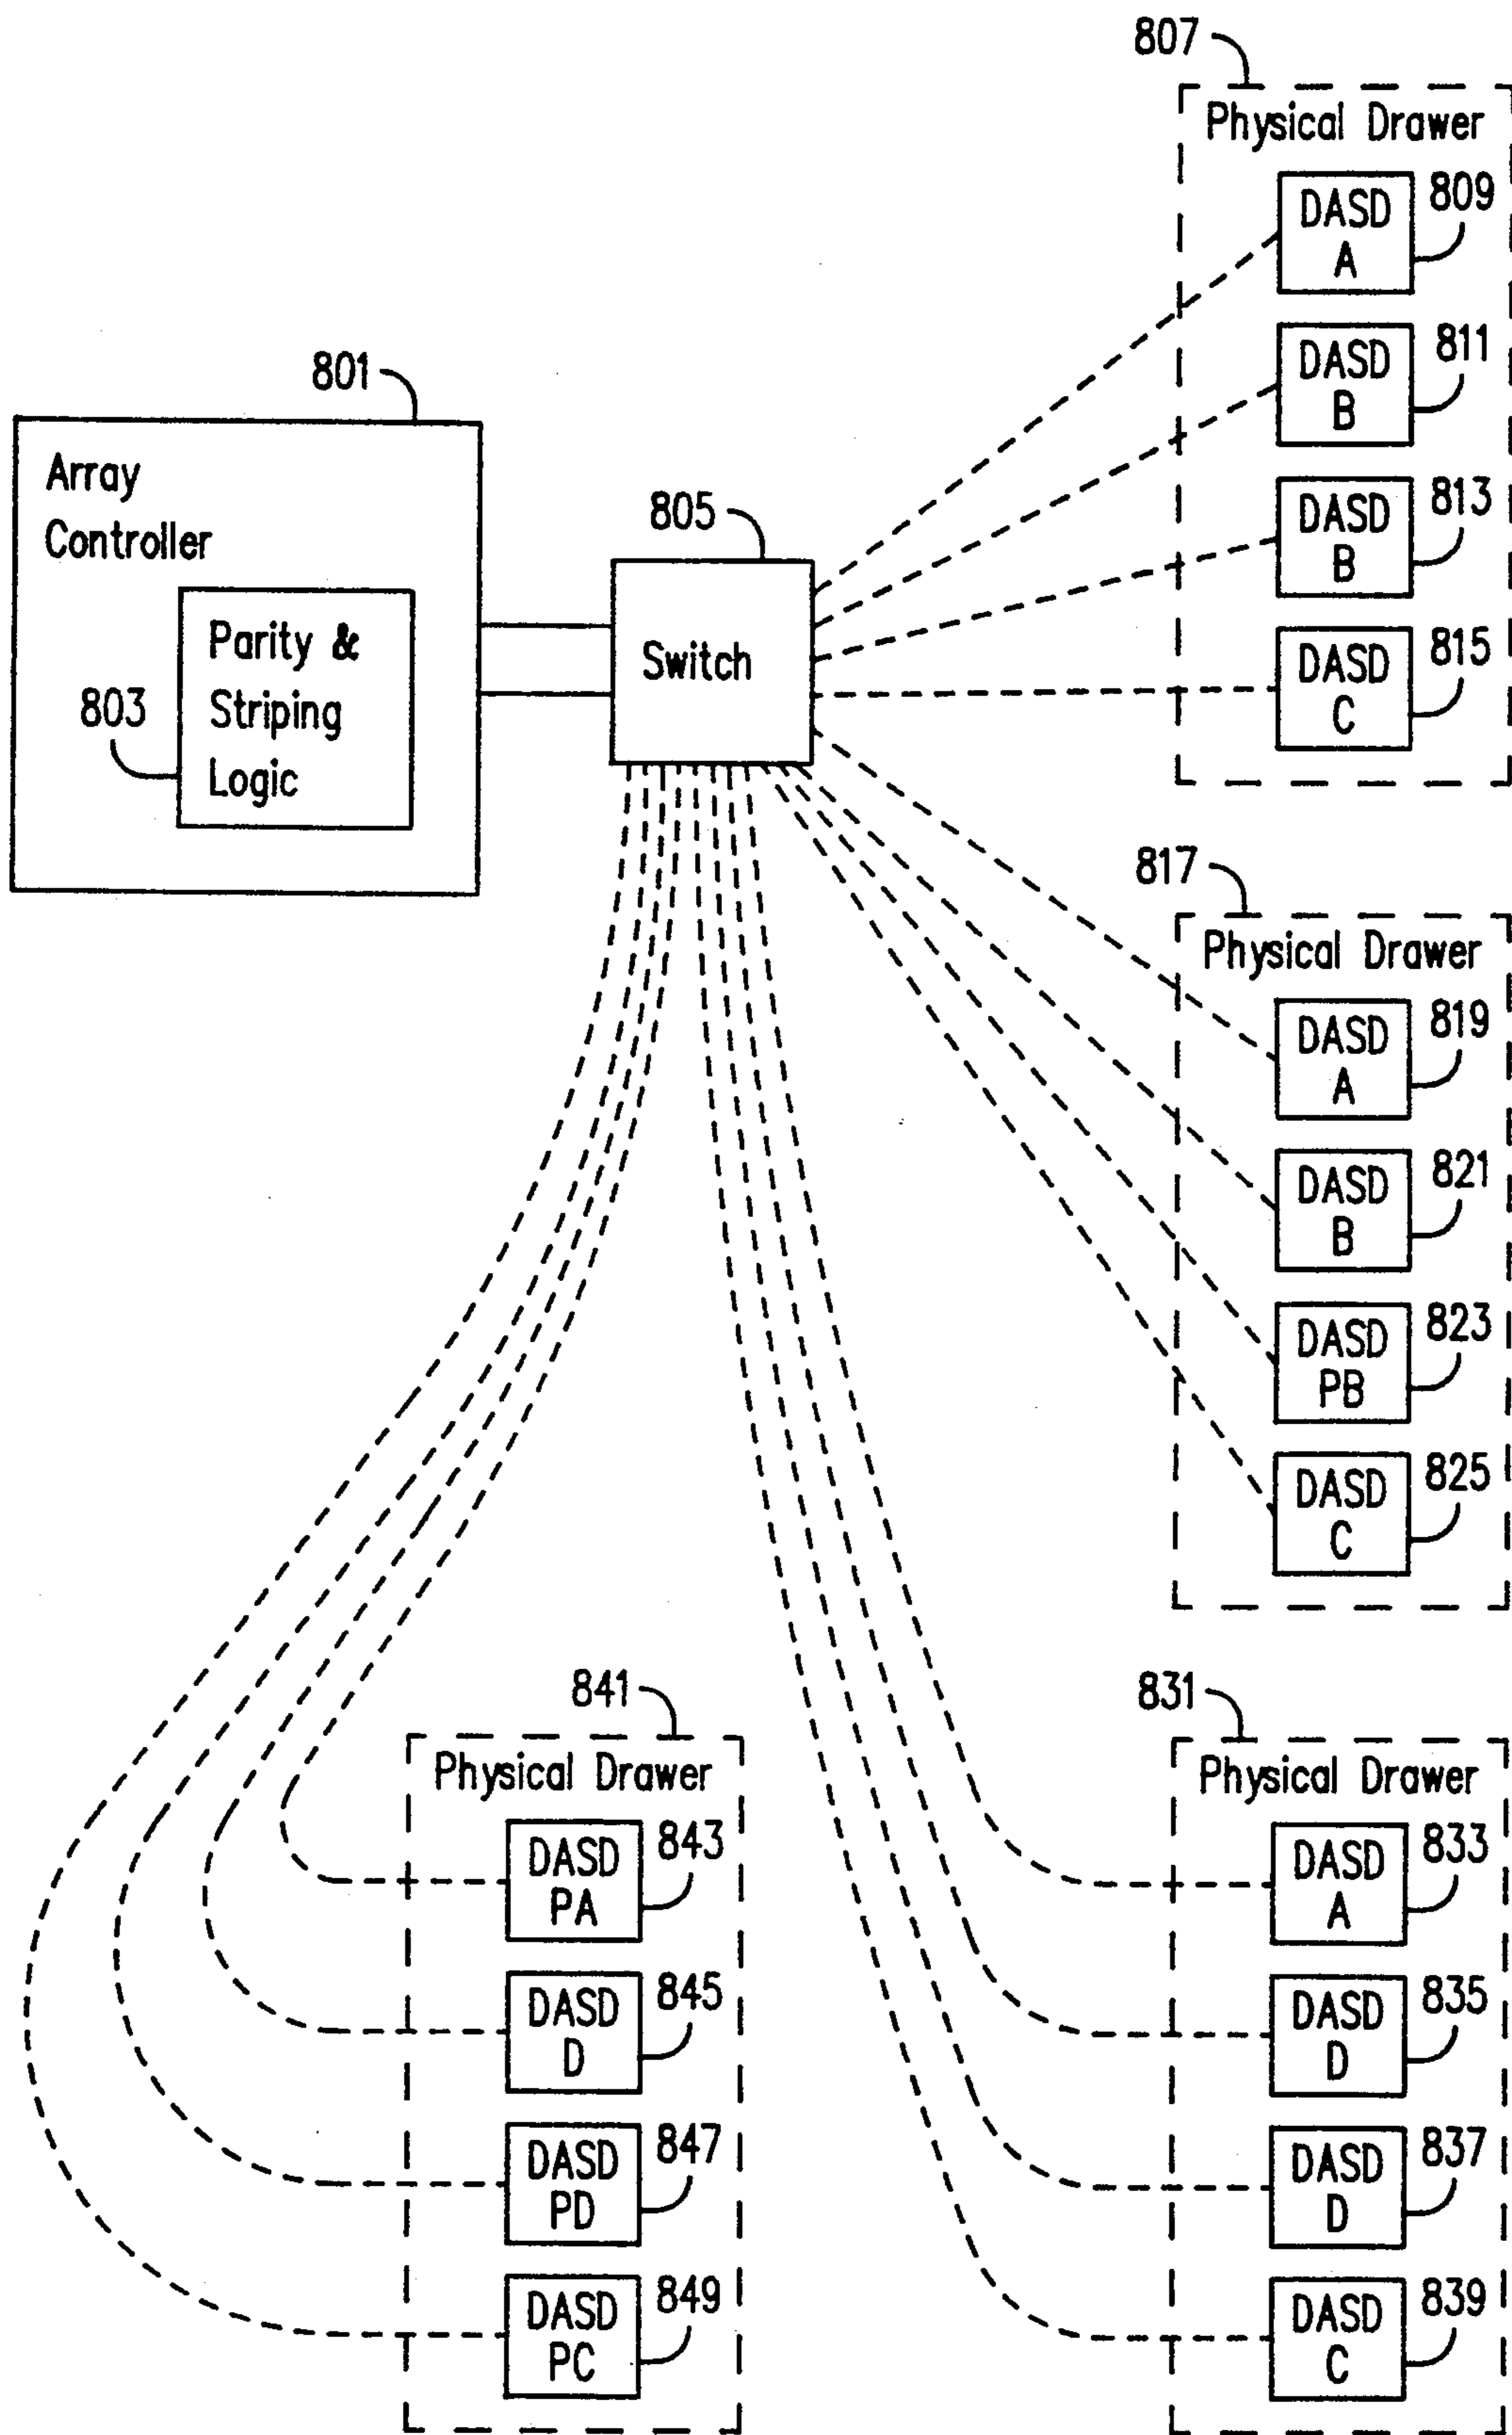 807
Physical Drawer
DASD
A
809
DASD
B
811
DASD
B
813
DASD
C
815
801
Array
Controller
803
Parity &
Striping
Logic
805
Switch
817
Physical Drawer
DASD
A
819
DASD
B
821
DASD
PB
823
DASD
C
825
841
Physical Drawer
DASD
PA
843
DASD
D
845
DASD
PD
847
DASD
PC
849
831
Physical Drawer
DASD
A
833
DASD
D
835
DASD
D
837
DASD
C
839